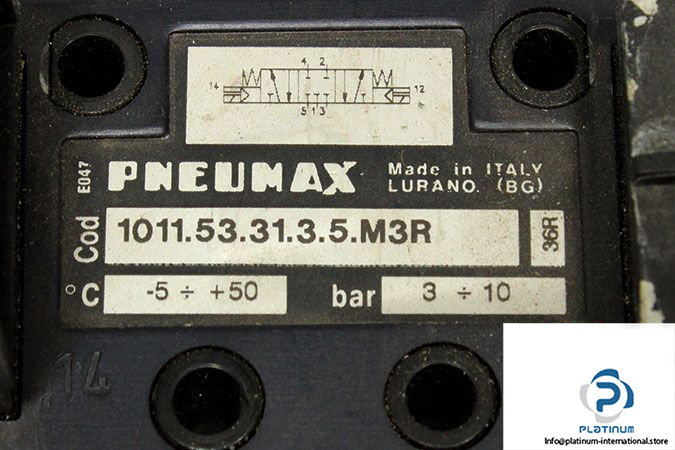 4 2
14 12
5 1 3
E047
PNEUMAX
Made in ITALY
LURANO. (BG)
Cod 1011.53.31.3.5.M3R 36R
°C -5 ÷ +50 bar 3 ÷ 10
14
PLATINUM
Info@platinum-international.store